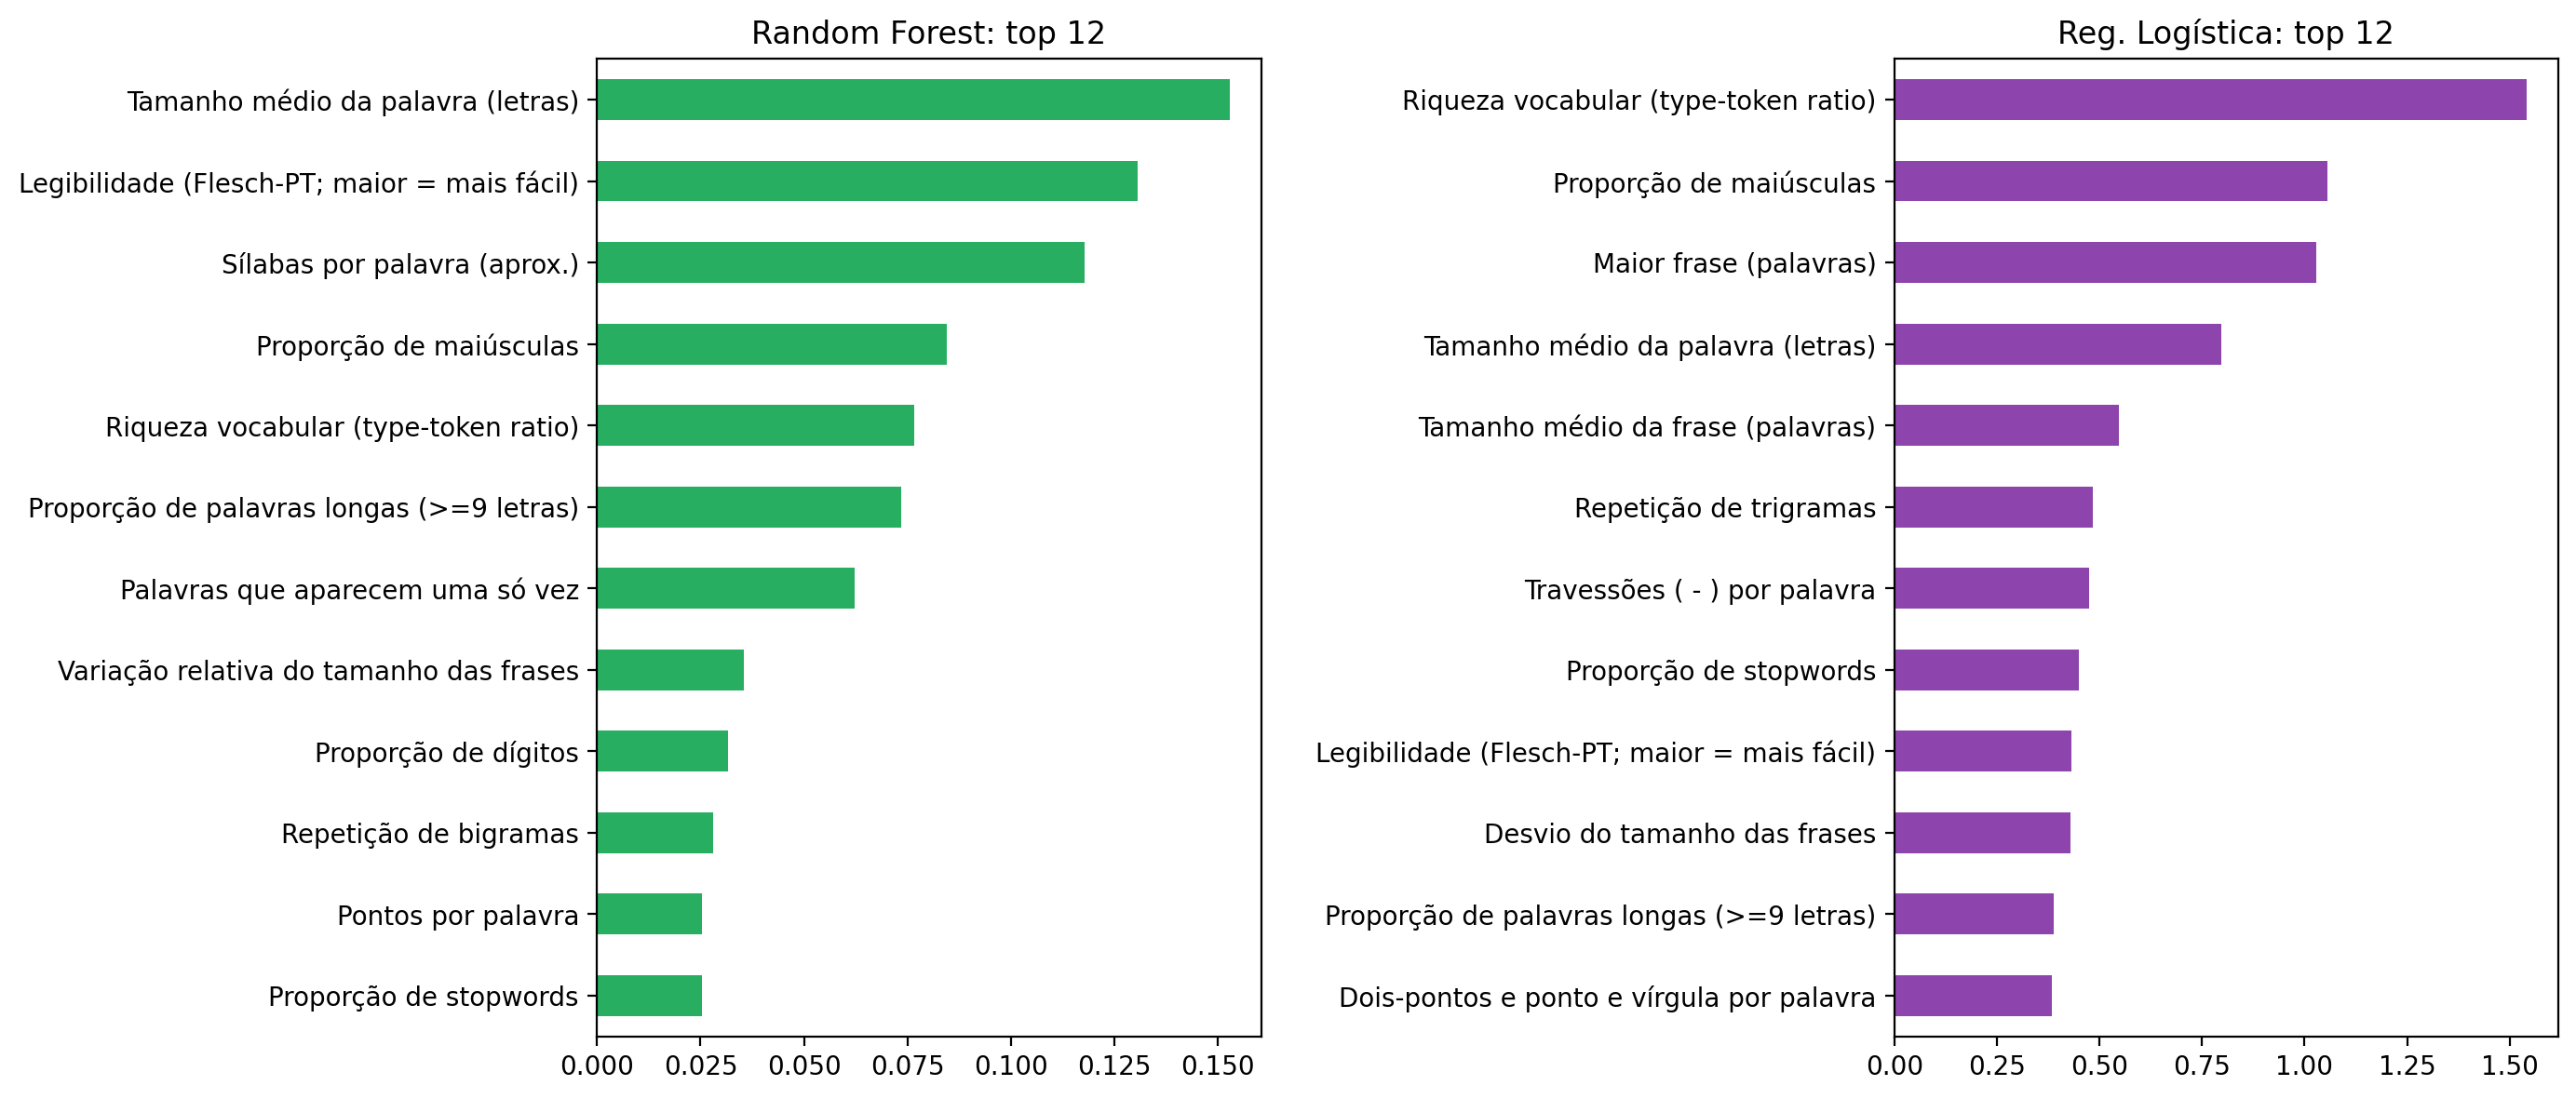 Random Forest: top 12
Tamanho médio da palavra (letras)
Legibilidade (Flesch-PT; maior = mais fácil)
Sílabas por palavra (aprox.)
Proporção de maiúsculas
Riqueza vocabular (type-token ratio)
Proporção de palavras longas (>=9 letras)
Palavras que aparecem uma só vez
Variação relativa do tamanho das frases
Proporção de dígitos
Repetição de bigramas
Pontos por palavra
Proporção de stopwords
0.000 0.025 0.050 0.075 0.100 0.125 0.150
Reg. Logística: top 12
Riqueza vocabular (type-token ratio)
Proporção de maiúsculas
Maior frase (palavras)
Tamanho médio da palavra (letras)
Tamanho médio da frase (palavras)
Repetição de trigramas
Travessões ( - ) por palavra
Proporção de stopwords
Legibilidade (Flesch-PT; maior = mais fácil)
Desvio do tamanho das frases
Proporção de palavras longas (>=9 letras)
Dois-pontos e ponto e vírgula por palavra
0.00 0.25 0.50 0.75 1.00 1.25 1.50